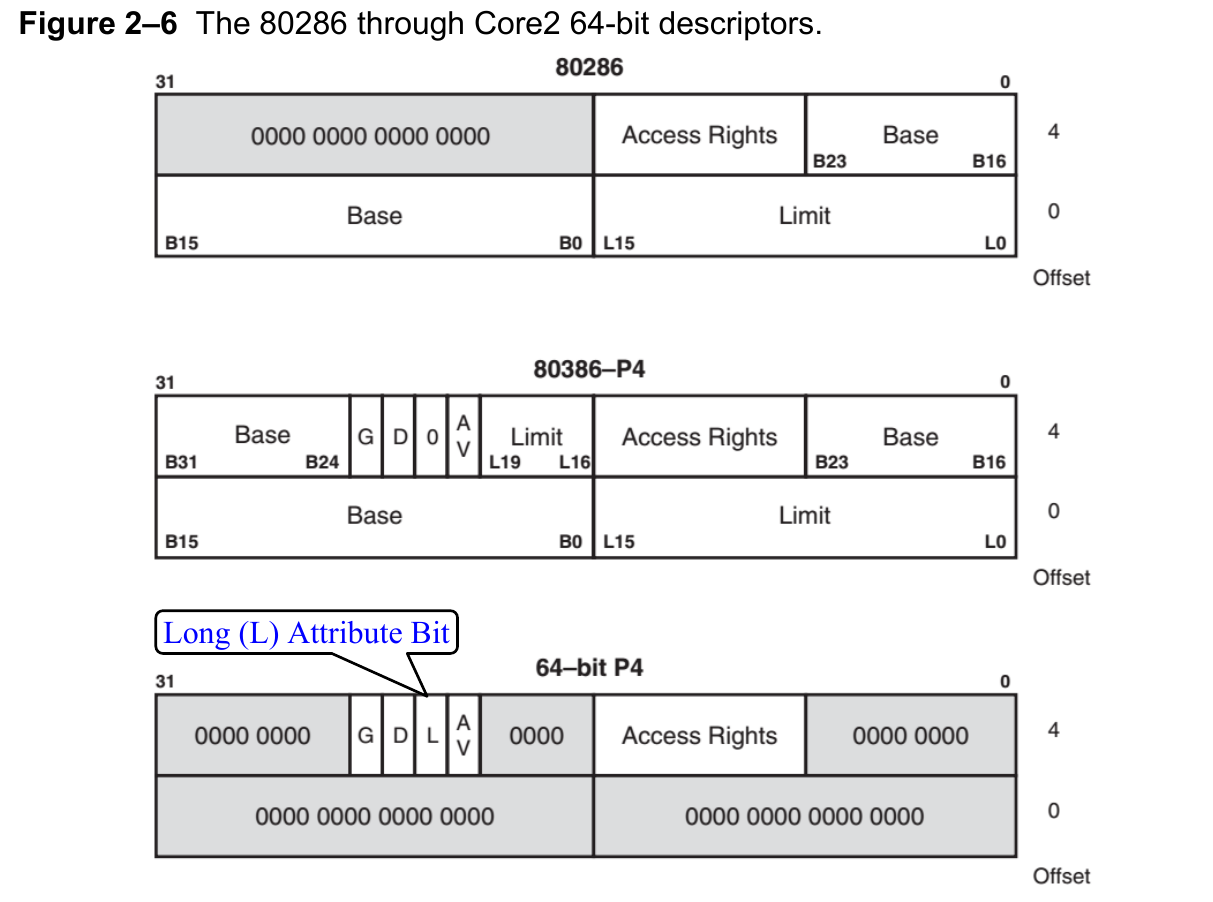 Figure 2–6 The 80286 through Core2 64-bit descriptors.
80286
31 0
0000 0000 0000 0000 Access Rights Base 4
B23 B16
Base Limit 0
B15 B0 L15 L0
Offset
80386–P4
31 0
Base G D 0 A V Limit Access Rights Base 4
B31 B24 L19 L16 B23 B16
Base Limit 0
B15 B0 L15 L0
Offset
Long (L) Attribute Bit
64–bit P4
31 0
0000 0000 G D L A V 0000 Access Rights 0000 0000 4
0000 0000 0000 0000 0000 0000 0000 0000 0
Offset